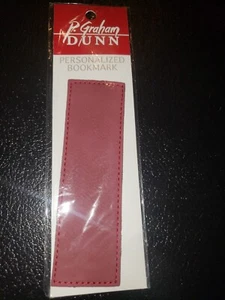 P. Graham
DUNN
PERSONALIZED
BOOKMARK